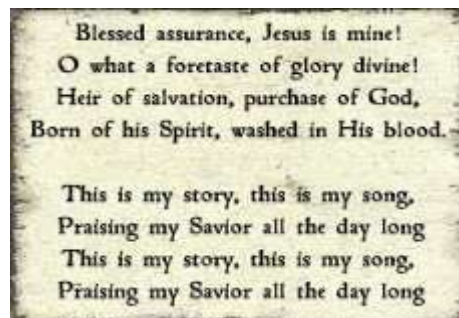 Blessed assurance, Jesus is mine!
O what a foretaste of glory divine!
Heir of salvation, purchase of God,
Born of his Spirit, washed in His blood.
This is my story, this is my song,
Praising my Savior all the day long
This is my story, this is my song,
Praising my Savior all the day long